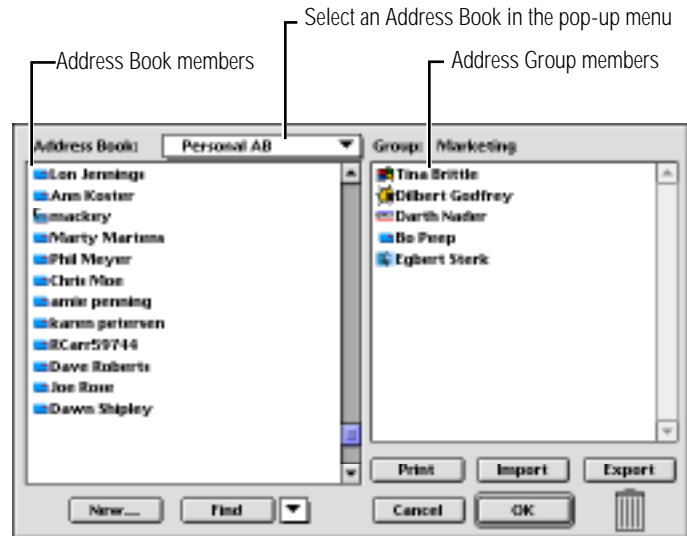 Select an Address Book in the pop-up menu
Address Book members
Address Group members
Address Book: Personal AB
Group: Marketing
Lon Jennings
Ann Koster
mackey
Marty Martens
Phil Meyer
Chris Moe
amie penning
karen petersen
RCarr59744
Dave Roberts
Joe Rose
Dawn Shipley
Tina Brittle
Dilbert Godfrey
Darth Nader
Bo Peep
Egbert Sterk
Print Import Export
New... Find Cancel OK